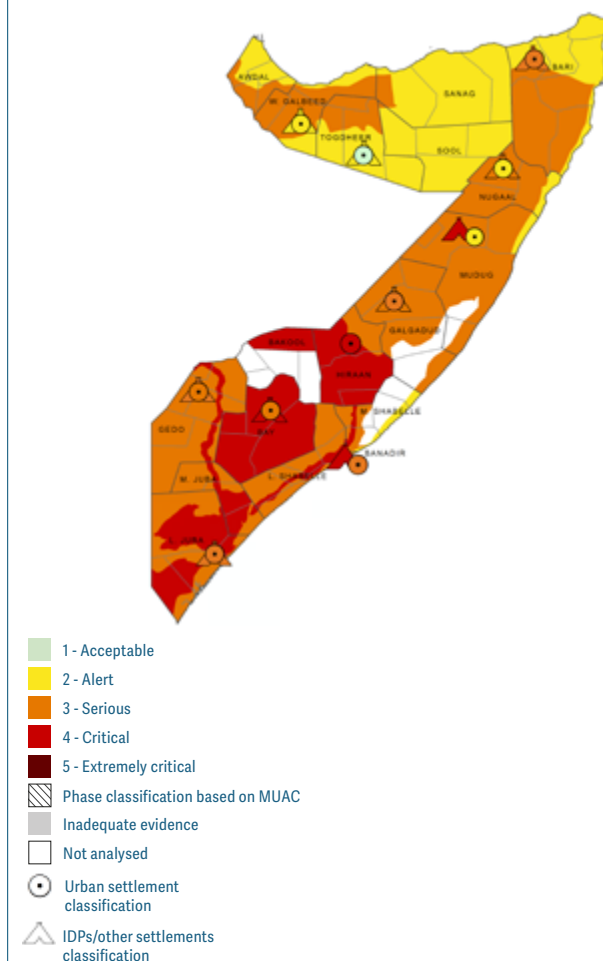 BARI
AWDAL
SANAG
W. GALBEED
TOGDHEER
SOOL
NUGAAL
MUDUG
GALGADUD
BAKOOL
HIRAAN
M. SHABELLE
BAY
GEDO
BANADIR
M. JUBA
L. SHABELLE
L. JUBA
1 - Acceptable
2 - Alert
3 - Serious
4 - Critical
5 - Extremely critical
Phase classification based on MUAC
Inadequate evidence
Not analysed
Urban settlement
classification
IDPs/other settlements
classification